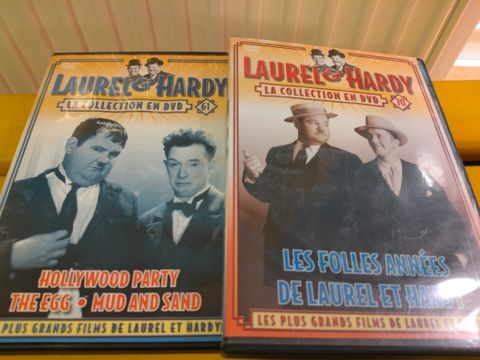 LAUREL & HARDY
LA COLLECTION EN DVD 61
HOLLYWOOD PARTY
THE EGG • MUD AND SAND
PLUS GRANDS FILMS DE LAUREL ET HARDY
LAUREL & HARDY
LA COLLECTION EN DVD 10
LES FOLLES ANNÉES
DE LAUREL ET HARDY
LES PLUS GRANDS FILMS DE LAUREL ET